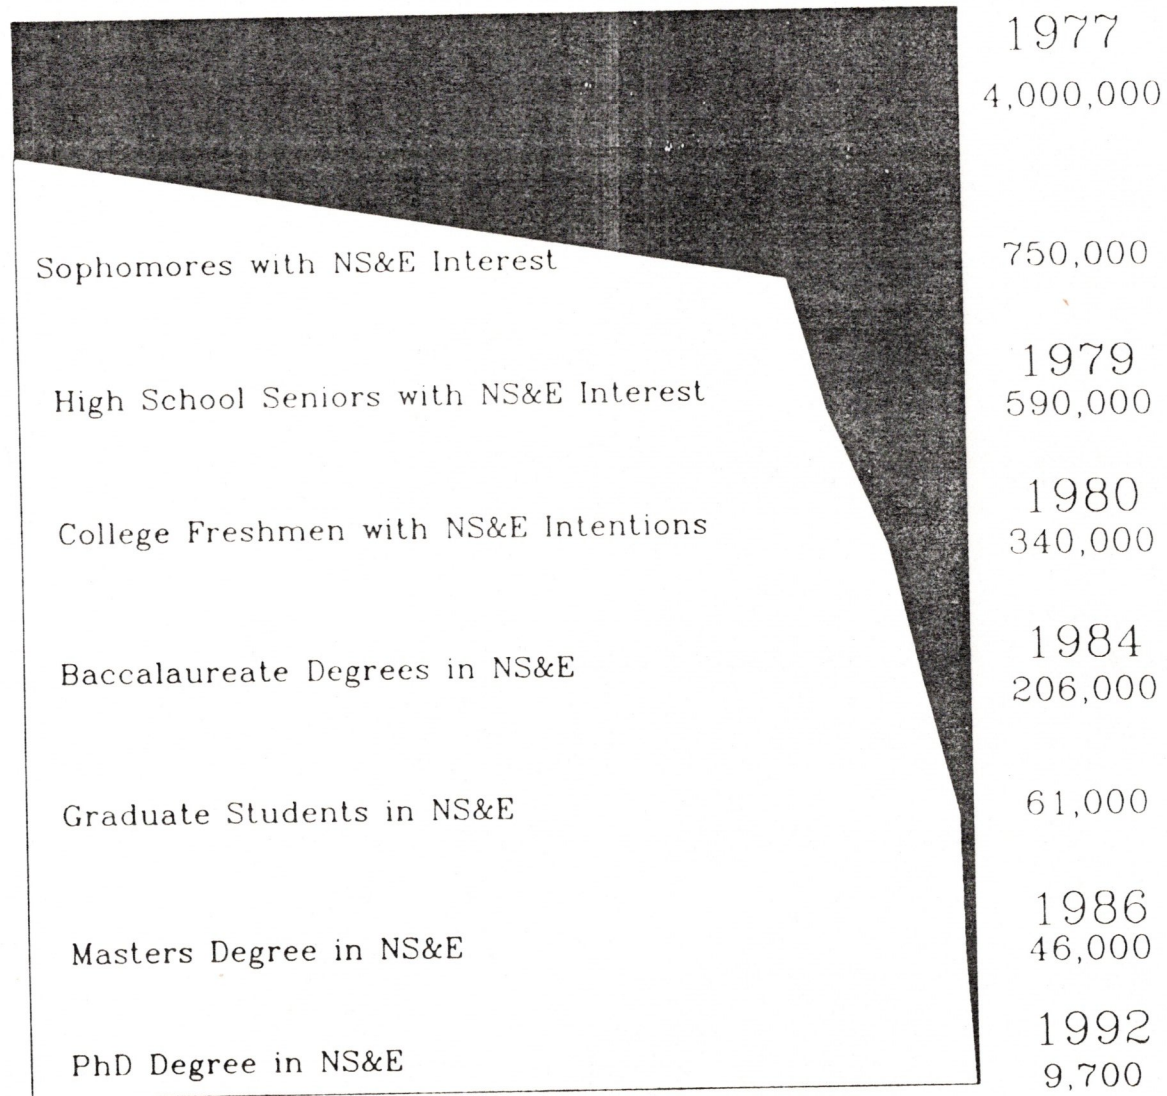 1977
4,000,000
Sophomores with NS&E Interest 750,000
1979
High School Seniors with NS&E Interest 590,000
1980
College Freshmen with NS&E Intentions 340,000
1984
Baccalaureate Degrees in NS&E 206,000
Graduate Students in NS&E 61,000
1986
Masters Degree in NS&E 46,000
1992
PhD Degree in NS&E 9,700